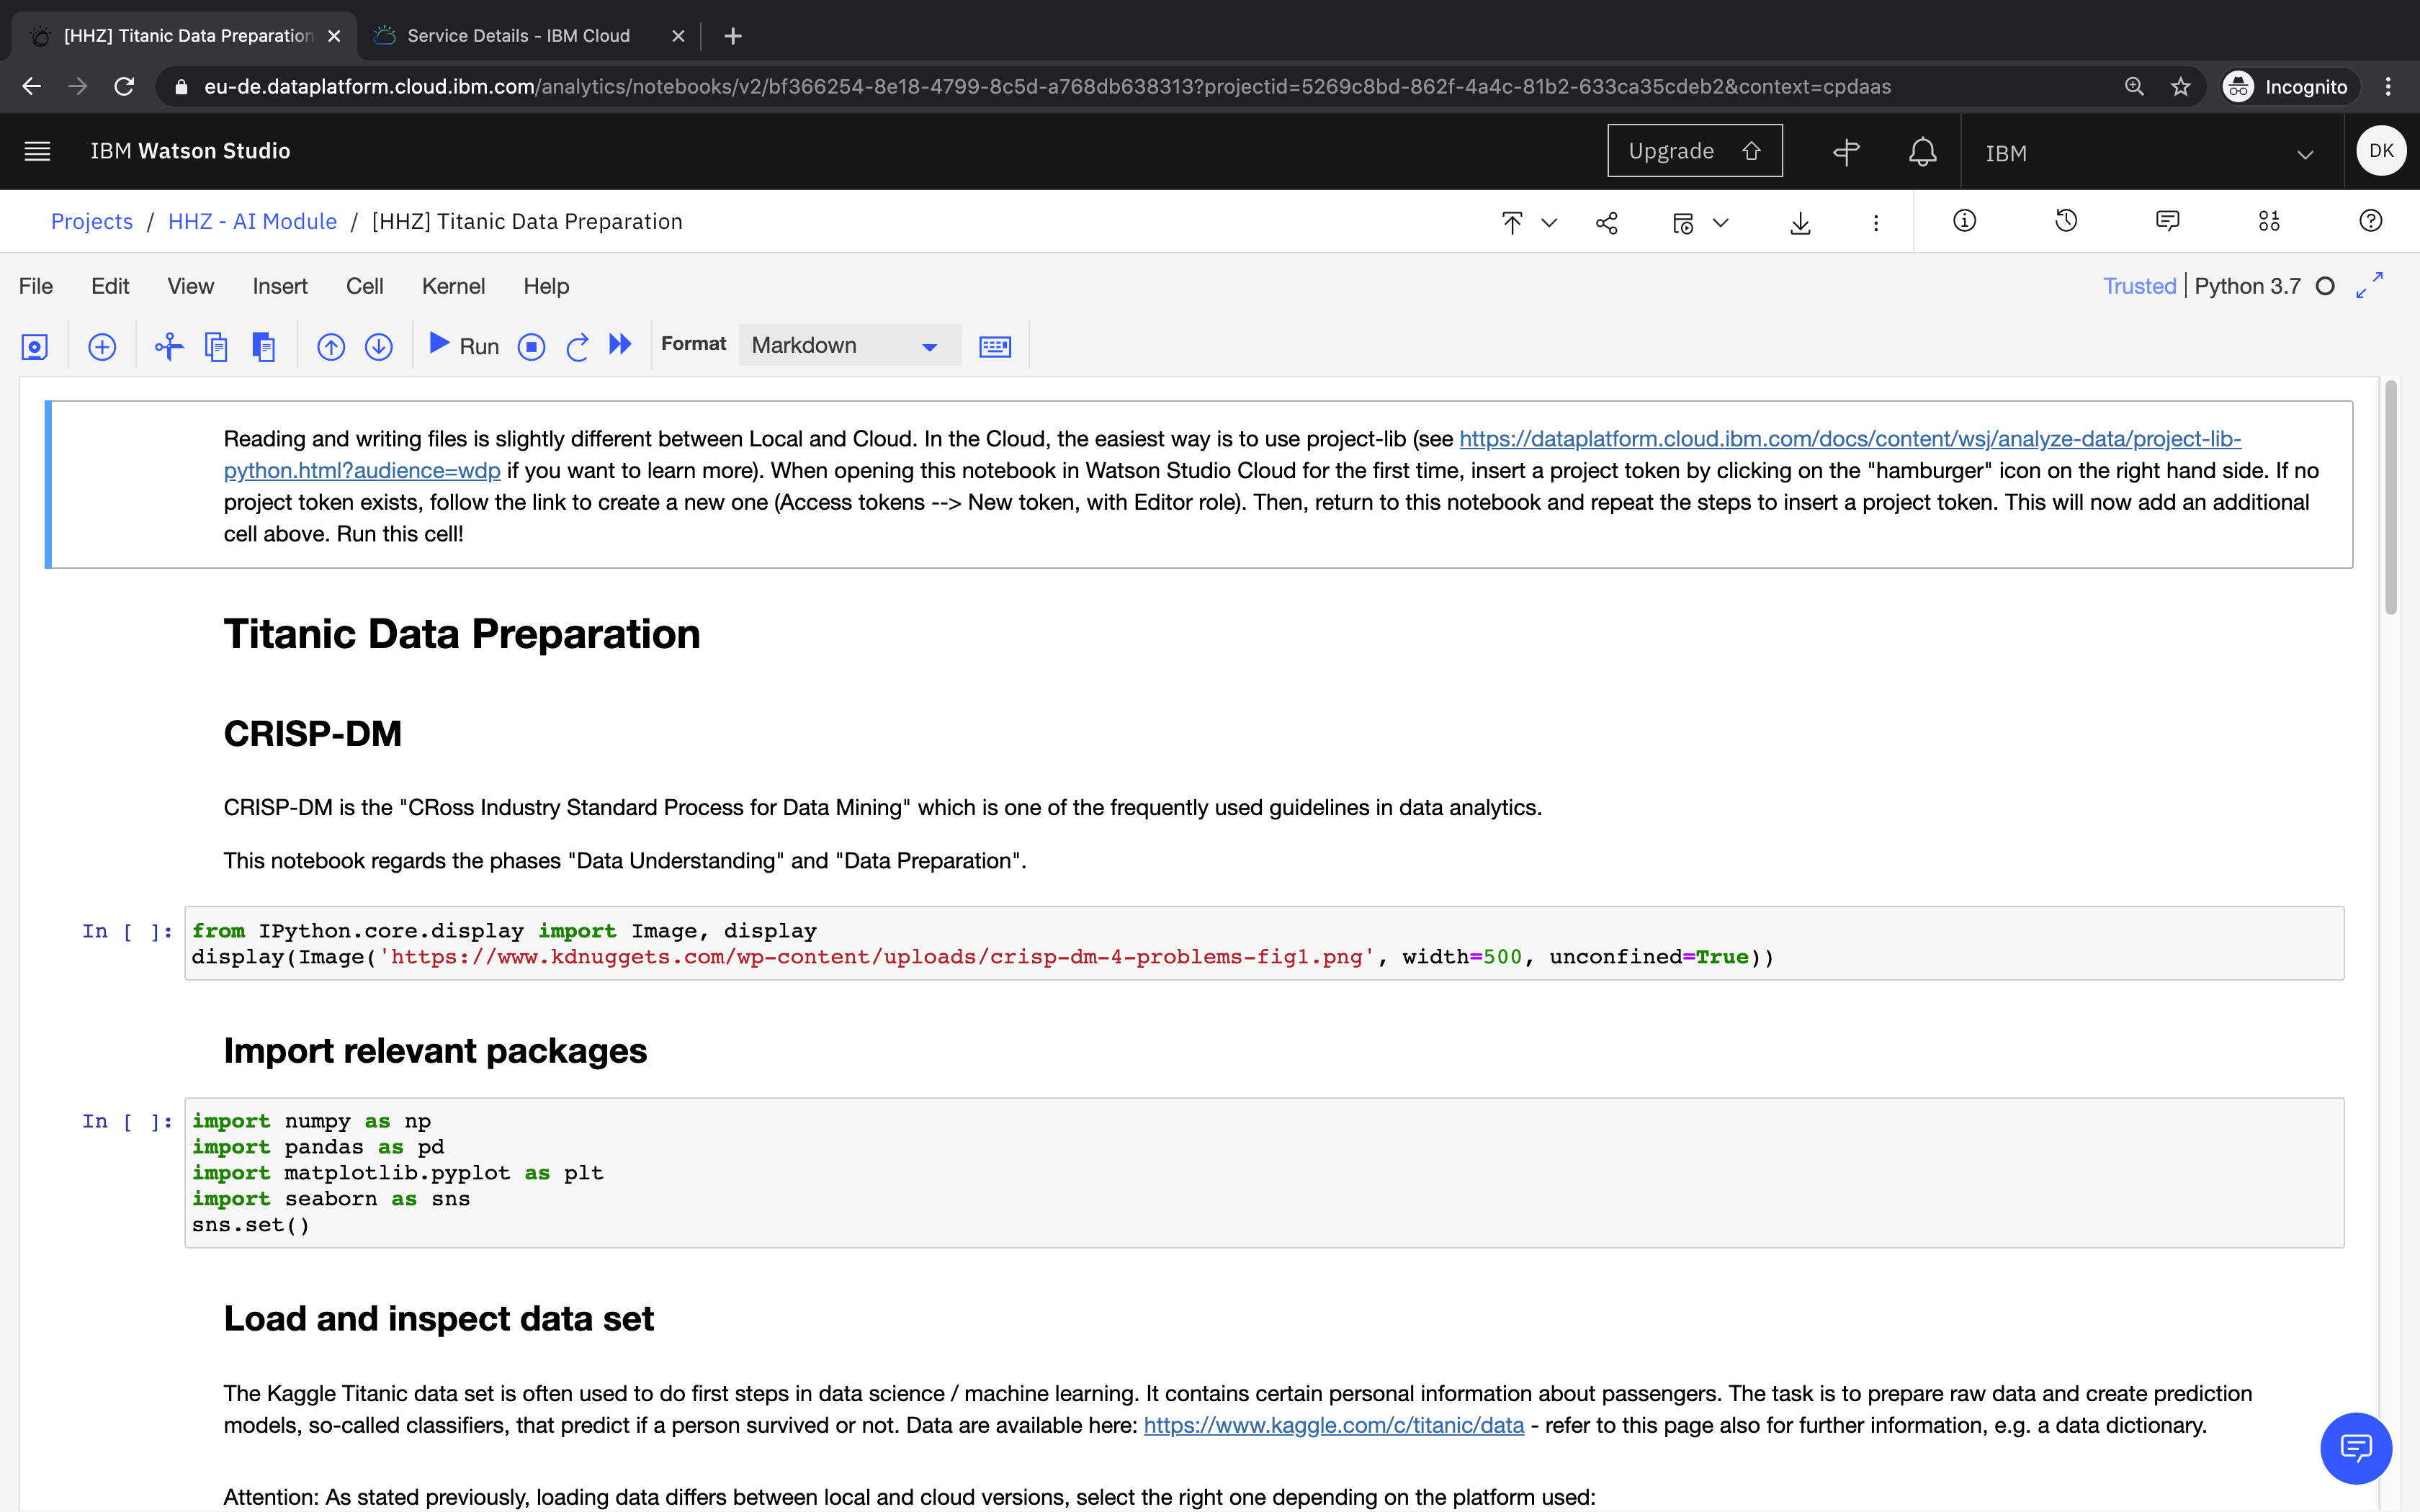 [HHZ] Titanic Data Preparation
Service Details - IBM Cloud
eu-de.dataplatform.cloud.ibm.com/analytics/notebooks/v2/bf366254-8e18-4799-8c5d-a768db638313?projectid=5269c8bd-862f-4a4c-81b2-633ca35cdeb2&context=cpdaas
Incognito
IBM Watson Studio
Upgrade
IBM
DK
Projects / HHZ - AI Module / [HHZ] Titanic Data Preparation
File Edit View Insert Cell Kernel Help
Trusted | Python 3.7
Run
Format
Markdown
Reading and writing files is slightly different between Local and Cloud. In the Cloud, the easiest way is to use project-lib (see https://dataplatform.cloud.ibm.com/docs/content/wsj/analyze-data/project-lib-
python.html?audience=wdp if you want to learn more). When opening this notebook in Watson Studio Cloud for the first time, insert a project token by clicking on the "hamburger" icon on the right hand side. If no
project token exists, follow the link to create a new one (Access tokens --> New token, with Editor role). Then, return to this notebook and repeat the steps to insert a project token. This will now add an additional
cell above. Run this cell!
Titanic Data Preparation
CRISP-DM
CRISP-DM is the "CRoss Industry Standard Process for Data Mining" which is one of the frequently used guidelines in data analytics.
This notebook regards the phases "Data Understanding" and "Data Preparation".
In [ ]: from IPython.core.display import Image, display
display(Image('https://www.kdnuggets.com/wp-content/uploads/crisp-dm-4-problems-fig1.png', width=500, unconfined=True))
Import relevant packages
In [ ]: import numpy as np
import pandas as pd
import matplotlib.pyplot as plt
import seaborn as sns
sns.set()
Load and inspect data set
The Kaggle Titanic data set is often used to do first steps in data science / machine learning. It contains certain personal information about passengers. The task is to prepare raw data and create prediction
models, so-called classifiers, that predict if a person survived or not. Data are available here: https://www.kaggle.com/c/titanic/data - refer to this page also for further information, e.g. a data dictionary.
Attention: As stated previously, loading data differs between local and cloud versions, select the right one depending on the platform used: